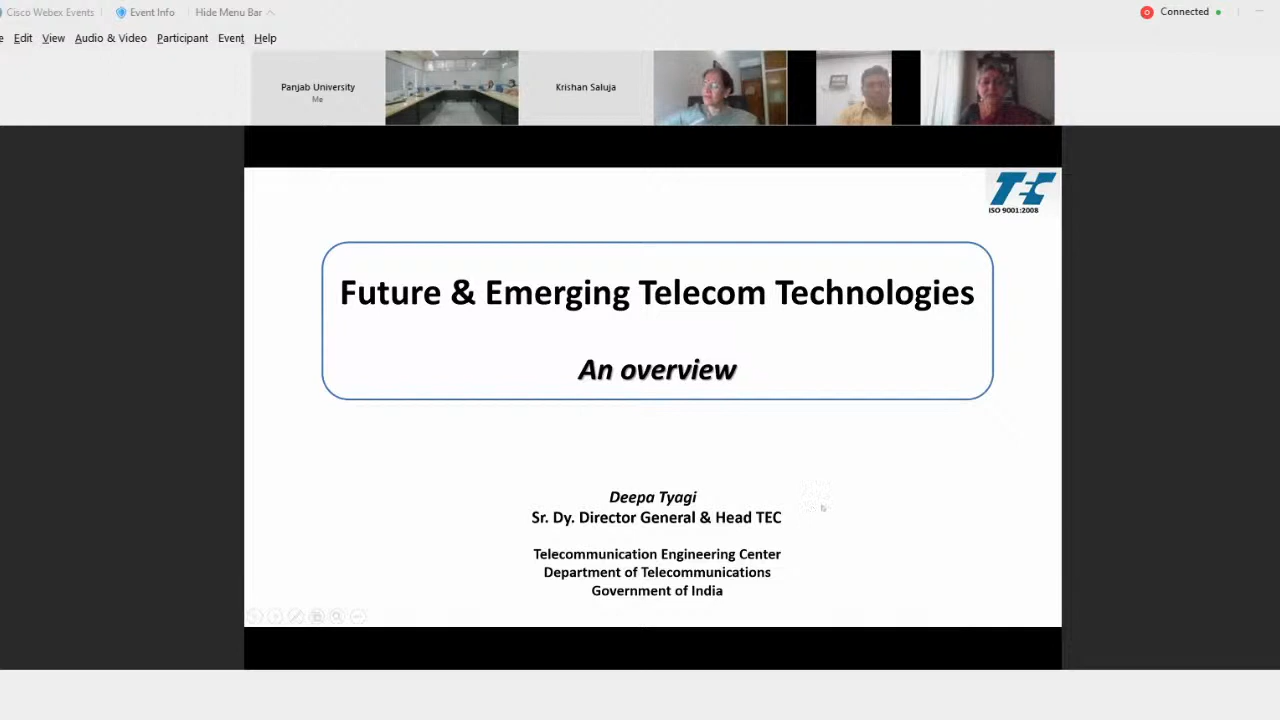 Cisco Webex Events
Event Info
Hide Menu Bar
Connected
e Edit View Audio & Video Participant Event Help
Panjab University
Me
Krishan Saluja
TEC
ISO 9001:2008
Future & Emerging Telecom Technologies
An overview
Deepa Tyagi
Sr. Dy. Director General & Head TEC
Telecommunication Engineering Center
Department of Telecommunications
Government of India